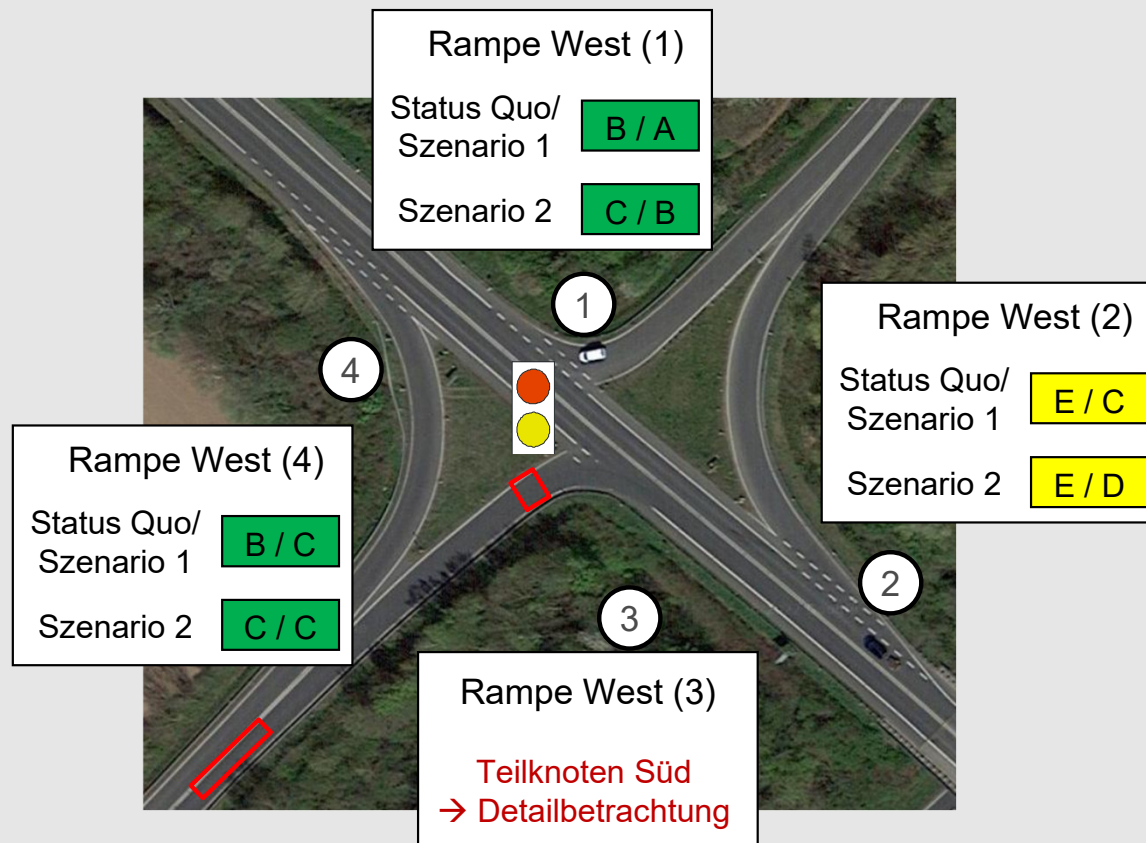 Rampe West (1)
Status Quo/
Szenario 1
B / A
Szenario 2
C / B
1
Rampe West (2)
Status Quo/
Szenario 1
E / C
Szenario 2
E / D
4
Rampe West (4)
Status Quo/
Szenario 1
B / C
Szenario 2
C / C
2
3
Rampe West (3)
Teilknoten Süd
→ Detailbetrachtung